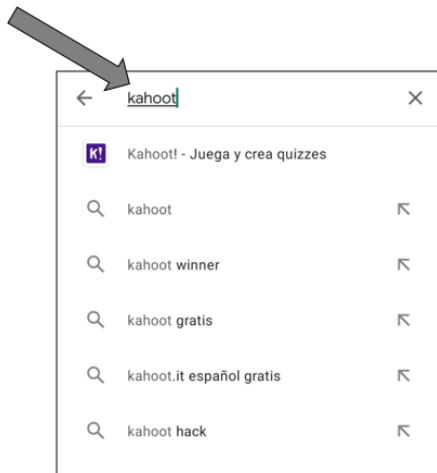 kahoot
K! Kahoot! - Juega y crea quizzes
kahoot
kahoot winner
kahoot gratis
kahoot.it español gratis
kahoot hack